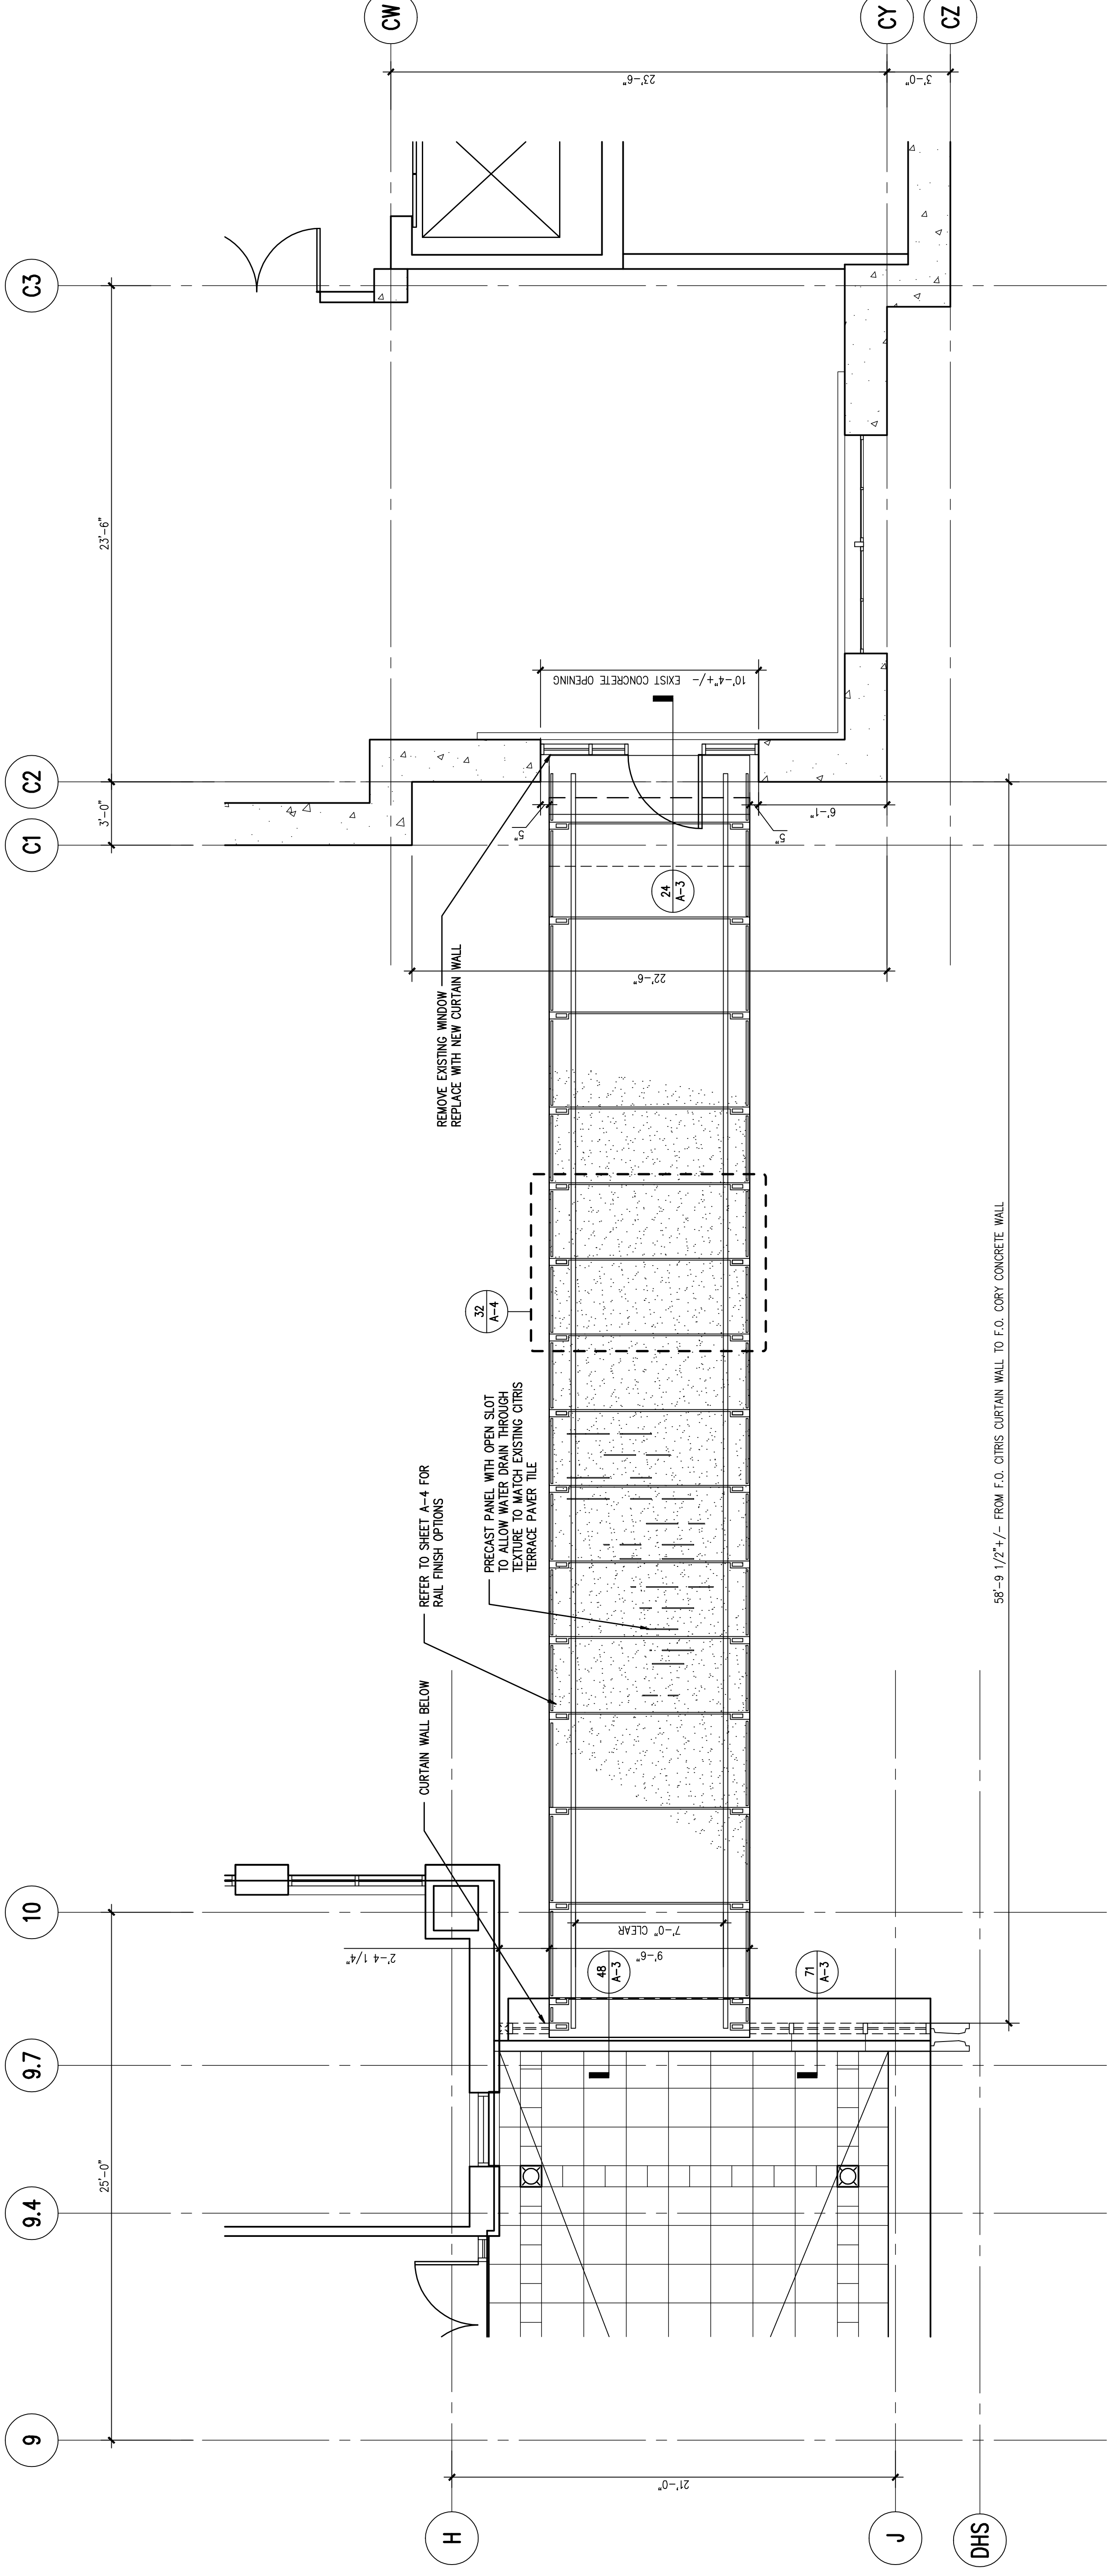 9
9.4
9.7
10
C1
C2
C3
25'-0"
3'-0"
23'-6"
CW
CY
CZ
23'-6"
3'-0"
H
J
DHS
21'-0"
CURTAIN WALL BELOW
REFER TO SHEET A-4 FOR
RAIL FINISH OPTIONS
PRECAST PANEL WITH OPEN SLOT
TO ALLOW WATER DRAIN THROUGH
TEXTURE TO MATCH EXISTING CITRIS
TERRACE PAVER TILE
REMOVE EXISTING WINDOW
REPLACE WITH NEW CURTAIN WALL
32
A-4
48
A-3
71
A-3
24
A-3
2'-4 1/4"
9'-6"
7'-0" CLEAR
22'-6"
5"
5"
6'-1"
10'-4"+/- EXIST CONCRETE OPENING
58'-9 1/2"+/- FROM F.O. CITRIS CURTAIN WALL TO F.O. CORY CONCRETE WALL